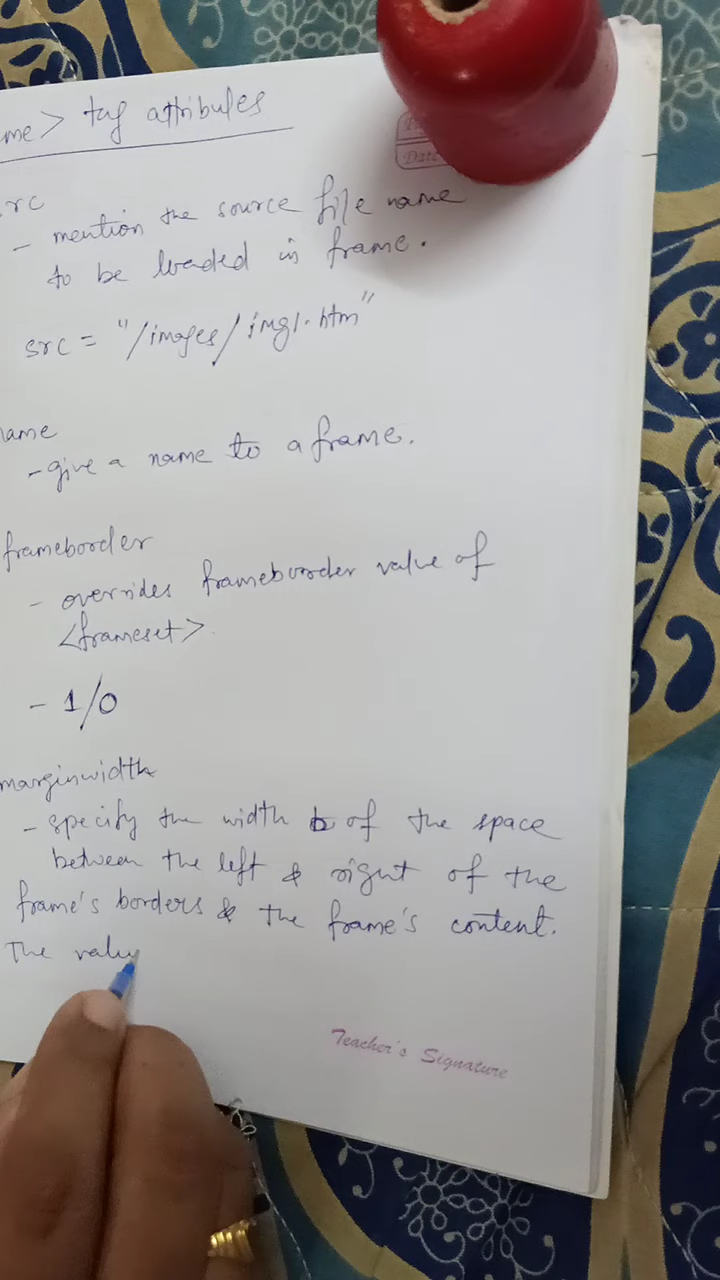 me> tag attributes
Date
rc
- mention the source file name
to be loaded in frame.
src = "/images/img1.htm"
ame
- give a name to a frame.
frameborder
- overrides frameborder value of
<frameset>.
- 1/0
marginwidth
- specify the width of the space
between the left & right of the
frame's borders & the frame's content.
The valu
Teacher's Signature